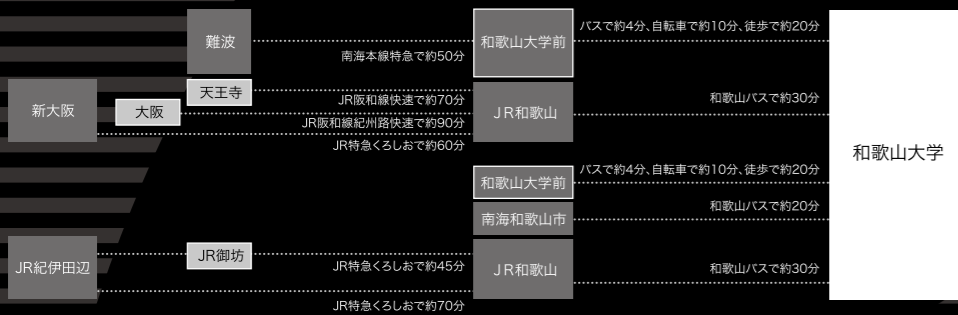 難波
南海本線特急で約50分
和歌山大学前
バスで約4分、自転車で約10分、徒歩で約20分
天王寺
JR阪和線快速で約70分
新大阪
大阪
JR阪和線紀州路快速で約90分
JR特急くろしおで約60分
JR和歌山
和歌山バスで約30分
和歌山大学
和歌山大学前
バスで約4分、自転車で約10分、徒歩で約20分
南海和歌山市
和歌山バスで約20分
JR紀伊田辺
JR御坊
JR特急くろしおで約45分
JR特急くろしおで約70分
JR和歌山
和歌山バスで約30分